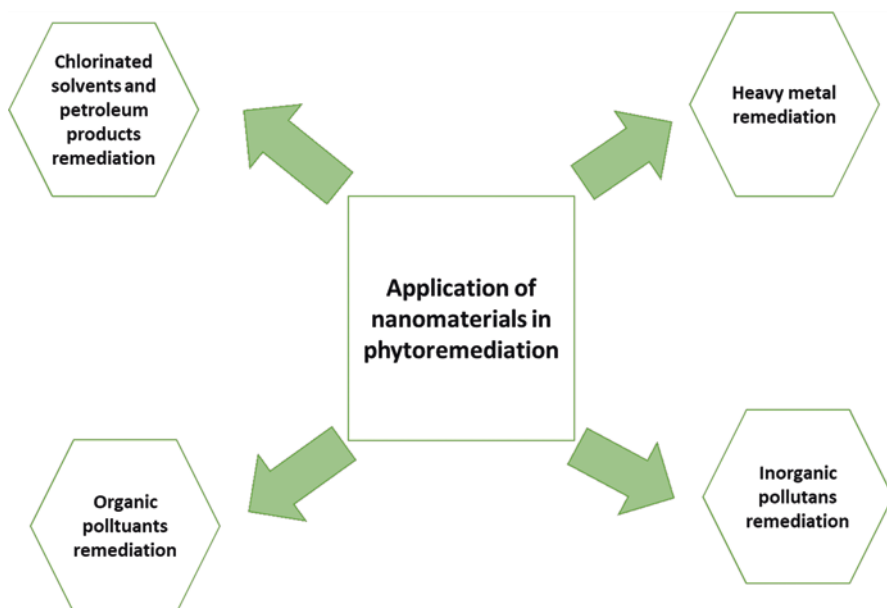 Chlorinated
solvents and
petroleum
products
remediation
Heavy metal
remediation
Application of
nanomaterials in
phytoremediation
Organic
polltuants
remediation
Inorganic
pollutans
remediation